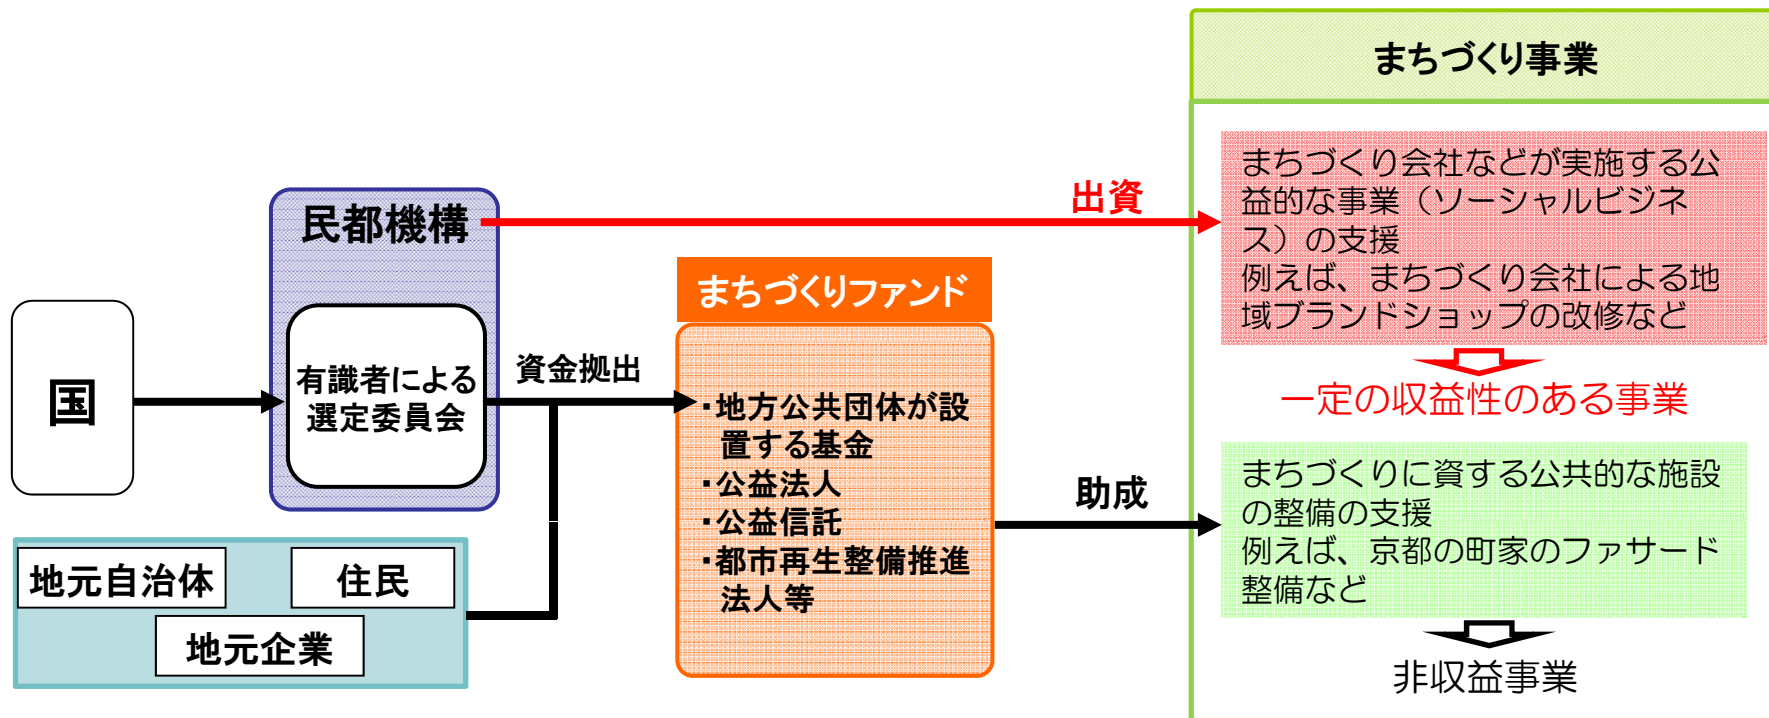 まちづくり事業
まちづくり会社などが実施する公
益的な事業（ソーシャルビジネ
ス）の支援
例えば、まちづくり会社による地
域ブランドショップの改修など
一定の収益性のある事業
まちづくりに資する公共的な施設
の整備の支援
例えば、京都の町家のファサード
整備など
非収益事業
出資
民都機構
有識者による
選定委員会
国
資金拠出
まちづくりファンド
・地方公共団体が設
置する基金
・公益法人
・公益信託
・都市再生整備推進
法人等
助成
地元自治体
住民
地元企業